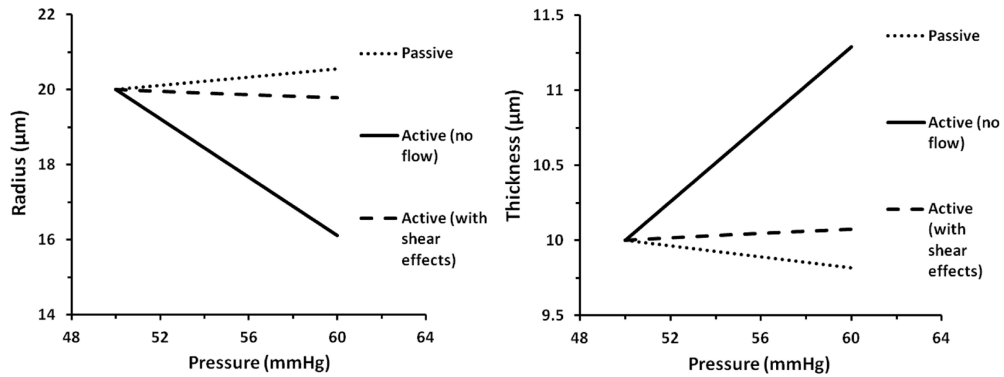 22
20
18
16
14
Radius (µm)
48
52
56
60
64
Pressure (mmHg)
Passive
Active (no
flow)
Active (with
shear
effects)
11.5
11
10.5
10
9.5
Thickness (µm)
48
52
56
60
64
Pressure (mmHg)
Passive
Active (no
flow)
Active
(with
shear
effects)